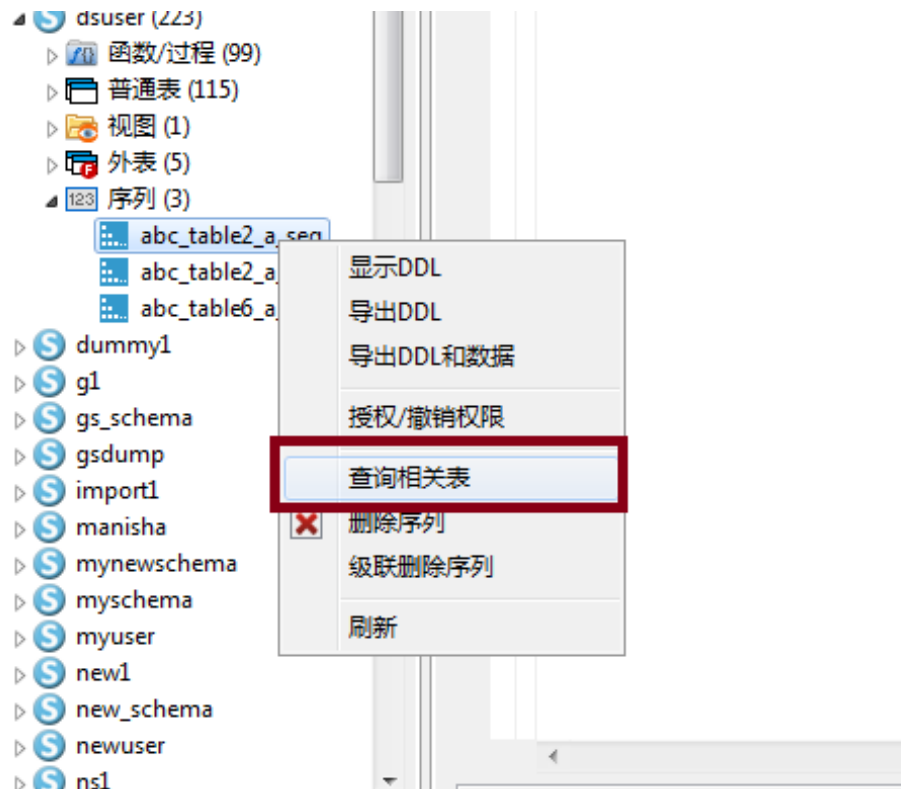 dsuser (223)
函数/过程 (99)
普通表 (115)
视图 (1)
外表 (5)
123 序列 (3)
abc_table2_a_seq
abc_table2_a_
abc_table6_a_
显示DDL
导出DDL
导出DDL和数据
授权/撤销权限
查询相关表
删除序列
级联删除序列
刷新
dummy1
g1
gs_schema
gsdump
import1
manisha
mynewschema
myschema
myuser
new1
new_schema
newuser
ns1